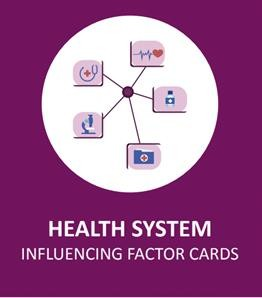 HEALTH SYSTEM
INFLUENCING FACTOR CARDS